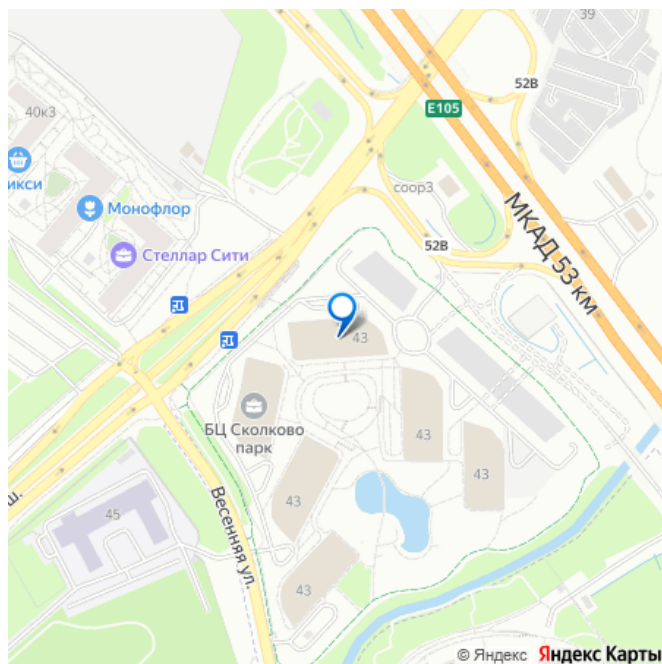 39
52В
E105
40к3
икси
Монофлор
соор3
МКАД 53 км
Стеллар Сити
52В
43
БЦ Сколково
парк
43
43
43
ш.
45
Весенняя ул.
43
© Яндекс Яндекс Карты